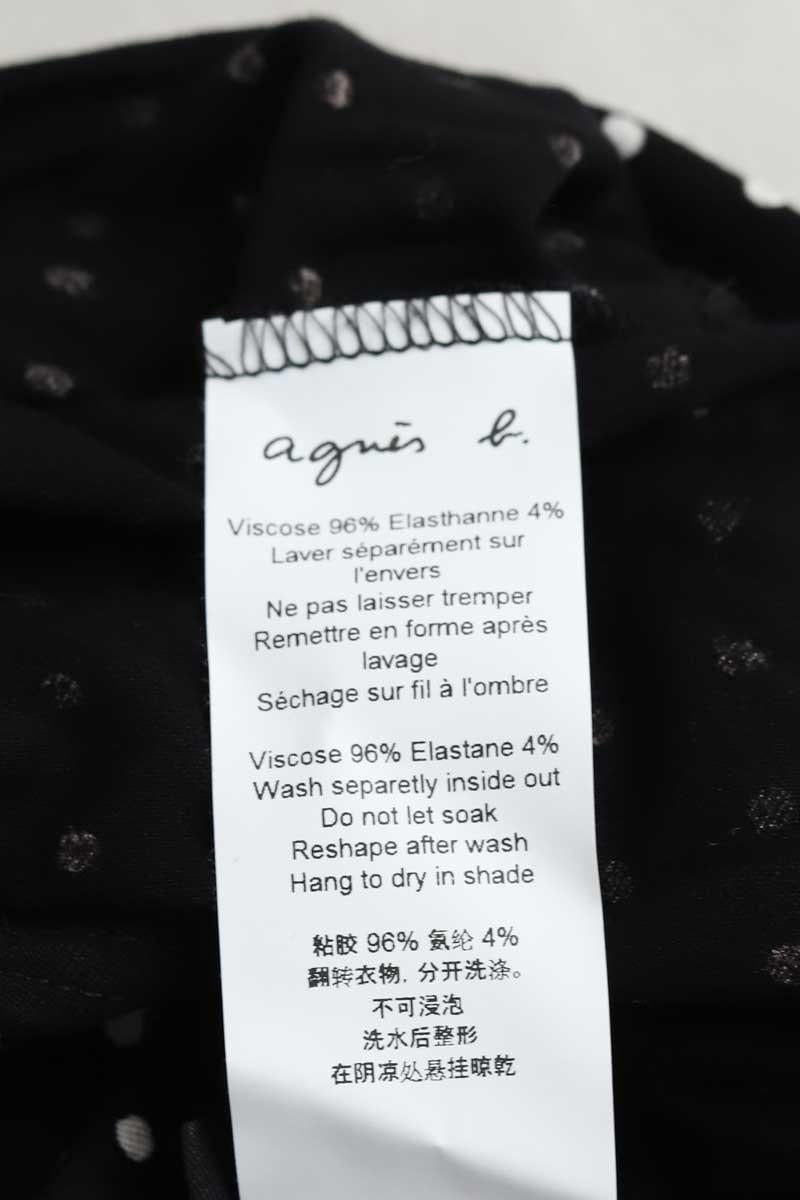 agnès b.
Viscose 96% Elasthanne 4%
Laver séparément sur
l'envers
Ne pas laisser tremper
Remettre en forme après
lavage
Séchage sur fil à l'ombre
Viscose 96% Elastane 4%
Wash separetly inside out
Do not let soak
Reshape after wash
Hang to dry in shade
粘胶 96% 氨纶 4%
翻转衣物, 分开洗涤。
不可浸泡
洗水后整形
在阴凉处悬挂晾乾